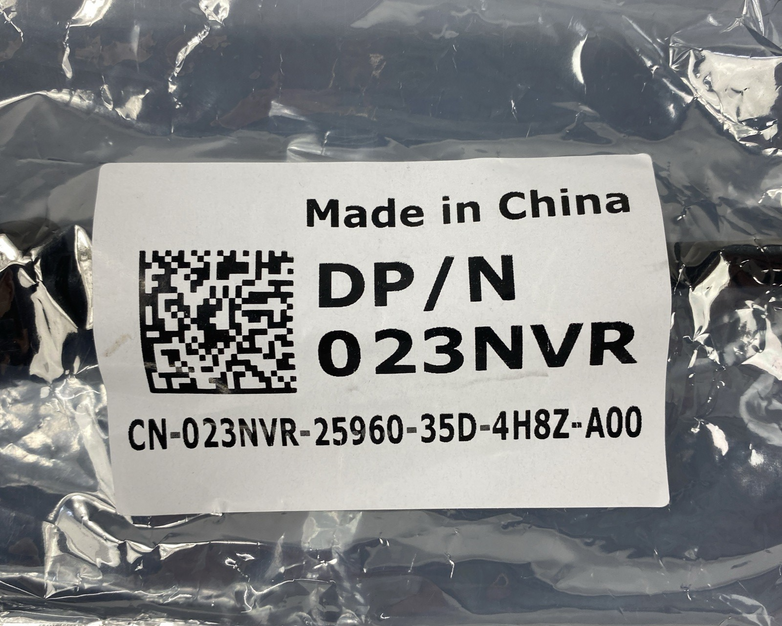 Made in China
DP/N
023NVR
CN-023NVR-25960-35D-4H8Z-A00